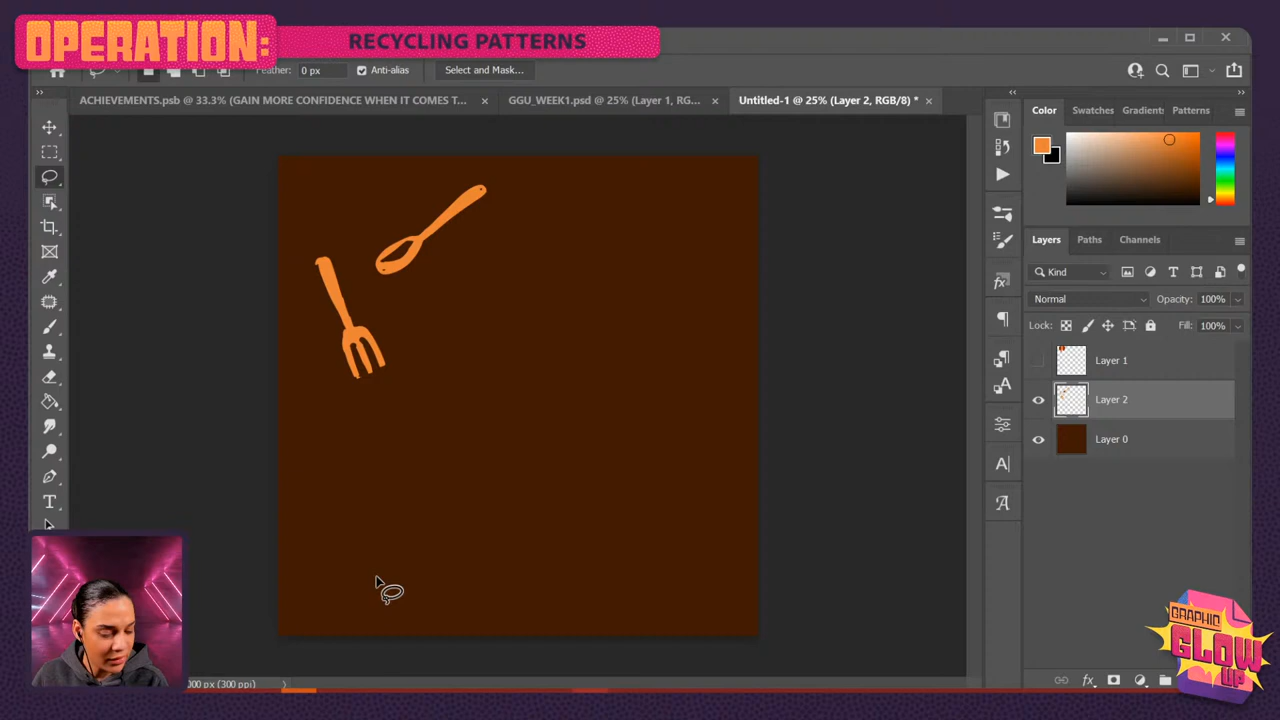 OPERATION:
RECYCLING PATTERNS
Feather: 0 px
Anti-alias
Select and Mask...
ACHIEVEMENTS.psb @ 33.3% (GAIN MORE CONFIDENCE WHEN IT COMES T...
GGU_WEEK1.psd @ 25% (Layer 1, RG...
Untitled-1 @ 25% (Layer 2, RGB/8) *
Color
Swatches
Gradients
Patterns
Layers
Paths
Channels
Kind
Normal
Opacity: 100%
Lock:
Fill: 100%
Layer 1
Layer 2
Layer 0
000 px (300 ppi)
GRAPHIC
GLOW
UP